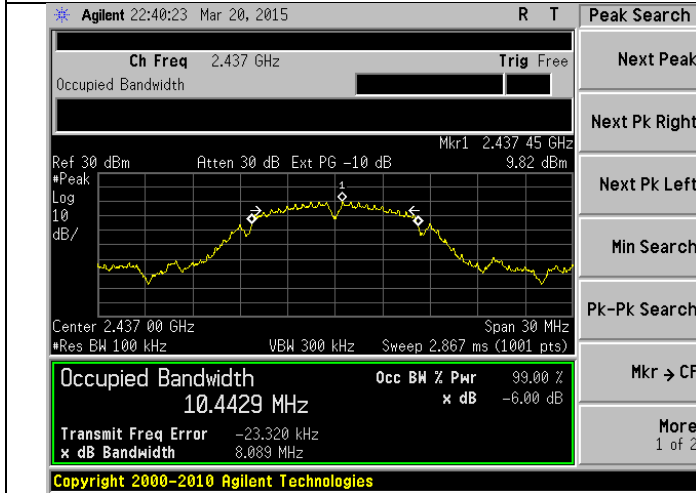 Agilent 22:40:23 Mar 20, 2015 R T
Peak Search
Ch Freq 2.437 GHz Trig Free
Occupied Bandwidth
Mkr1 2.437 45 GHz
Ref 30 dBm Atten 30 dB Ext PG -10 dB 9.82 dBm
#Peak
Log
10
dB/
1
Center 2.437 00 GHz Span 30 MHz
#Res BW 100 kHz VBW 300 kHz Sweep 2.867 ms (1001 pts)
Occupied Bandwidth Occ BW % Pwr 99.00 %
10.4429 MHz x dB -6.00 dB
Transmit Freq Error -23.320 kHz
x dB Bandwidth 8.089 MHz
Copyright 2000-2010 Agilent Technologies
Next Peak
Next Pk Right
Next Pk Left
Min Search
Pk-Pk Search
Mkr → CF
More
1 of 2